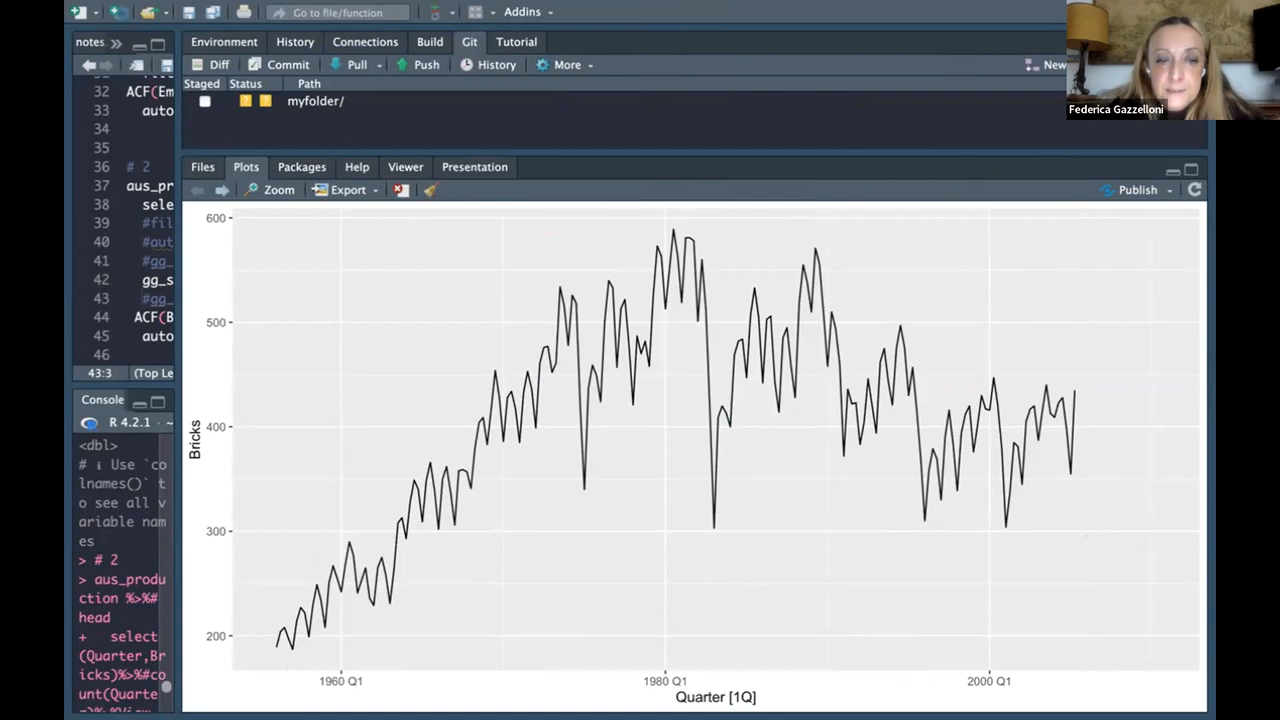 Go to file/function
Addins
notes
Environment
History
Connections
Build
Git
Tutorial
Diff
Commit
Pull
Push
History
More
New
Staged
Status
Path
myfolder/
Federica Gazzelloni
32 ACF(Em
33 auto
34
35
36 # 2
37 aus_pr
38 sele
39 #fil
40 #aut
41 #gg_
42 gg_s
43 #gg_
44 ACF(B
45 auto
46
43:3 (Top Le
Console
R 4.2.1 · ~
<dbl>
# ℹ Use `co
lnames()` t
o see all v
ariable nam
es
> # 2
> aus_produ
ction %>%#
head
+ select
(Quarter,Br
icks)%>%#co
unt(Quarte
Files
Plots
Packages
Help
Viewer
Presentation
Zoom
Export
Publish
600
500
400
300
200
Bricks
1960 Q1
1980 Q1
2000 Q1
Quarter [1Q]